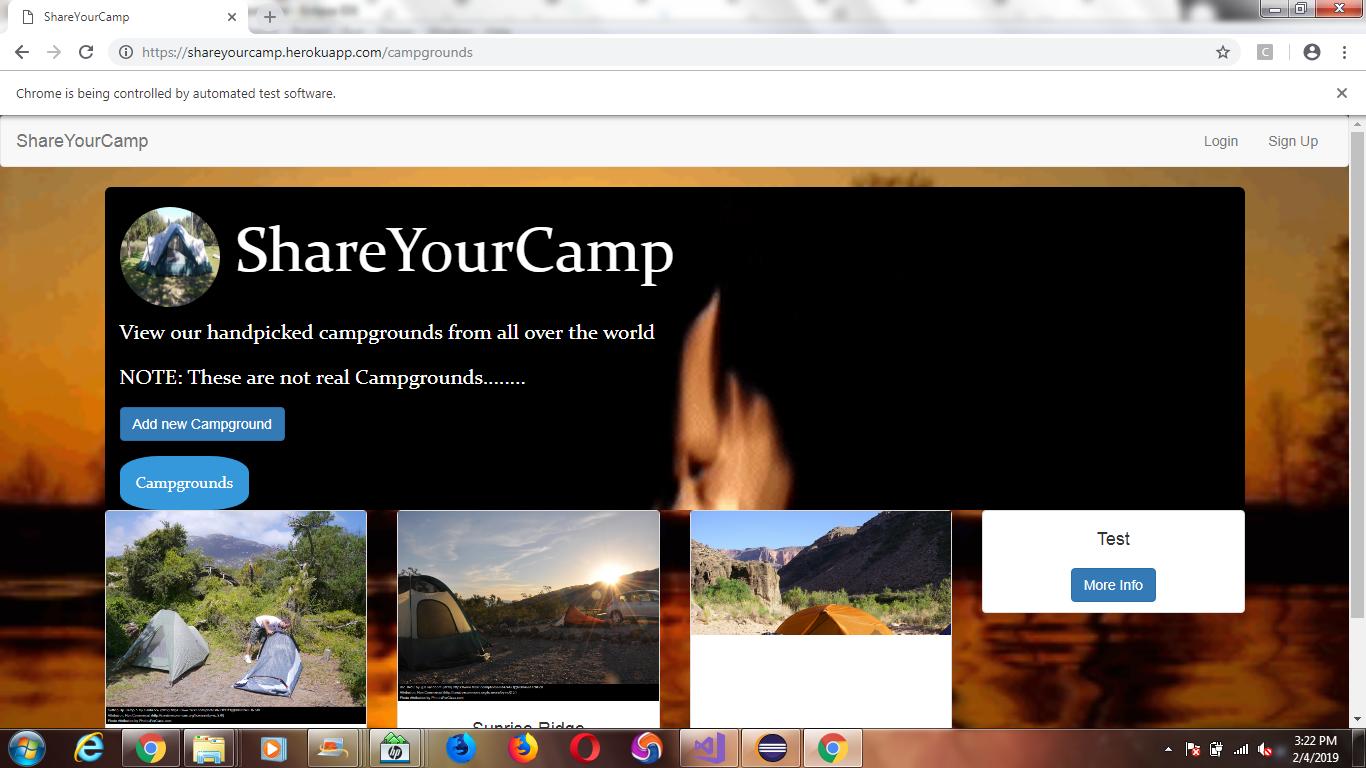 ShareYourCamp
https://shareyourcamp.herokuapp.com/campgrounds
C
Chrome is being controlled by automated test software.
ShareYourCamp
Login
Sign Up
ShareYourCamp
View our handpicked campgrounds from all over the world
NOTE: These are not real Campgrounds........
Add new Campground
Campgrounds
Test
More Info
Sunrise Ridge
hp
3:22 PM
2/4/2019